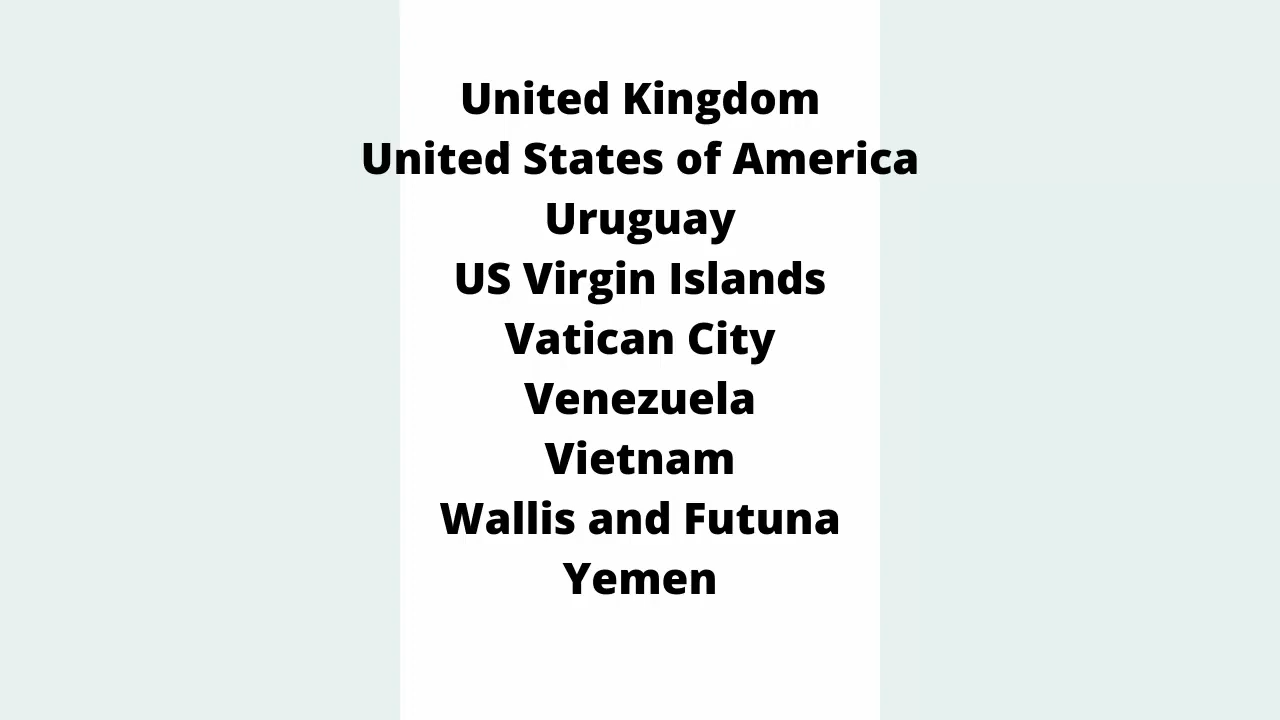 United Kingdom
United States of America
Uruguay
US Virgin Islands
Vatican City
Venezuela
Vietnam
Wallis and Futuna
Yemen